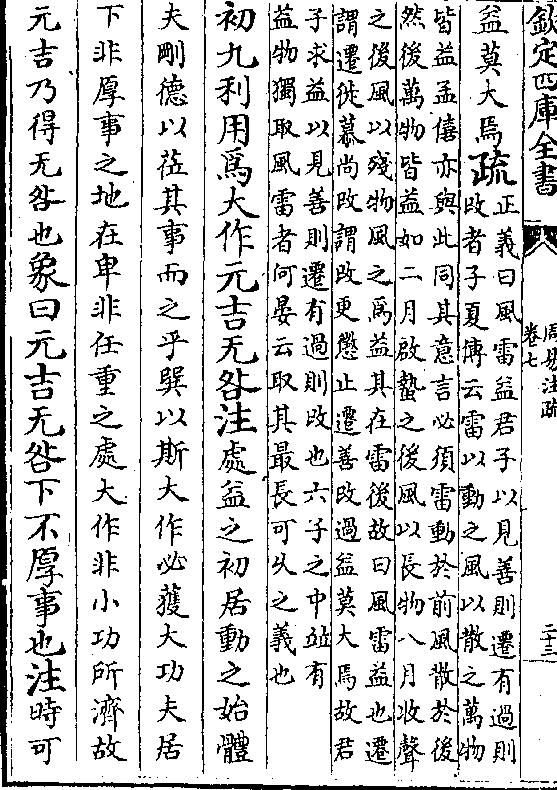 欽定四庫全書
周易注疏
卷七
二十三
益莫大焉疏
正義曰風雷益君子以見善則遷有過則
改者子夏傳云雷以動之風以散之萬物
皆益孟僖亦與此同其意言必須雷動於前風散於後
然後萬物皆益如二月啟蟄之後風以長物八月收聲
之後風以殘物風之為益其在雷後故曰風雷益也遷
謂遷徙慕尚改謂改更懲止遷善改過益莫大焉故君
子求益以見善則遷有過則改也六子之中並有
益物獨取風雷者何晏云取其最長可久之義也
初九利用為大作元吉无咎注處益之初居動之始體
夫剛德以莅其事而之乎巽以斯大作必獲大功夫居
下非厚事之地在卑非任重之處大作非小功所濟故
元吉乃得无咎也象曰元吉无咎下不厚事也注時可